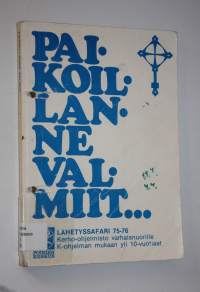 PAI-
KOIL-
LAN-
NE
VAL-
MIIT...
LÄHETYSSAFARI 75-76
Kerho-ohjelmisto varhaisnuorille
K-ohjelman mukaan yli 10-vuotiaat